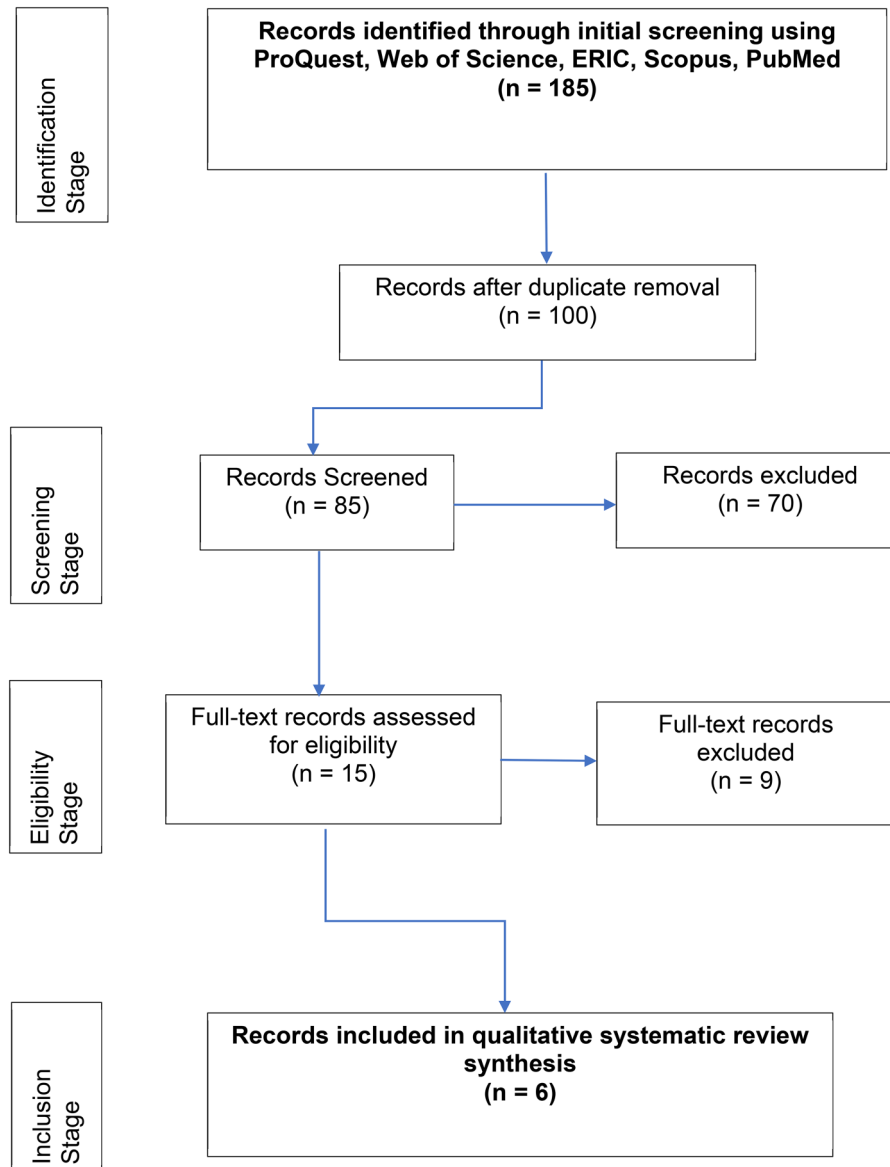 Identification
Stage
Records identified through initial screening using
ProQuest, Web of Science, ERIC, Scopus, PubMed
(n = 185)
Records after duplicate removal
(n = 100)
Screening
Stage
Records Screened
(n = 85)
Records excluded
(n = 70)
Eligibility
Stage
Full-text records assessed
for eligibility
(n = 15)
Full-text records
excluded
(n = 9)
Inclusion
Stage
Records included in qualitative systematic review
synthesis
(n = 6)